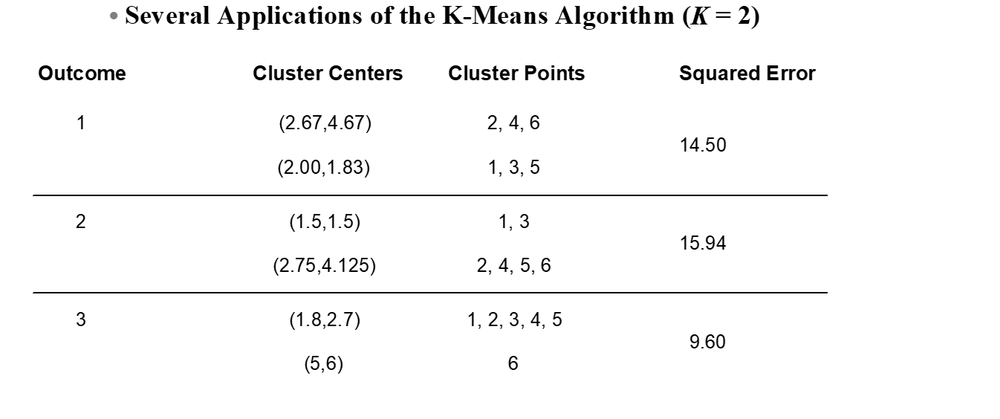 • Several Applications of the K-Means Algorithm (K = 2)
Outcome Cluster Centers Cluster Points Squared Error
1 (2.67,4.67) 2, 4, 6
14.50
(2.00,1.83) 1, 3, 5
2 (1.5,1.5) 1, 3
15.94
(2.75,4.125) 2, 4, 5, 6
3 (1.8,2.7) 1, 2, 3, 4, 5
9.60
(5,6) 6